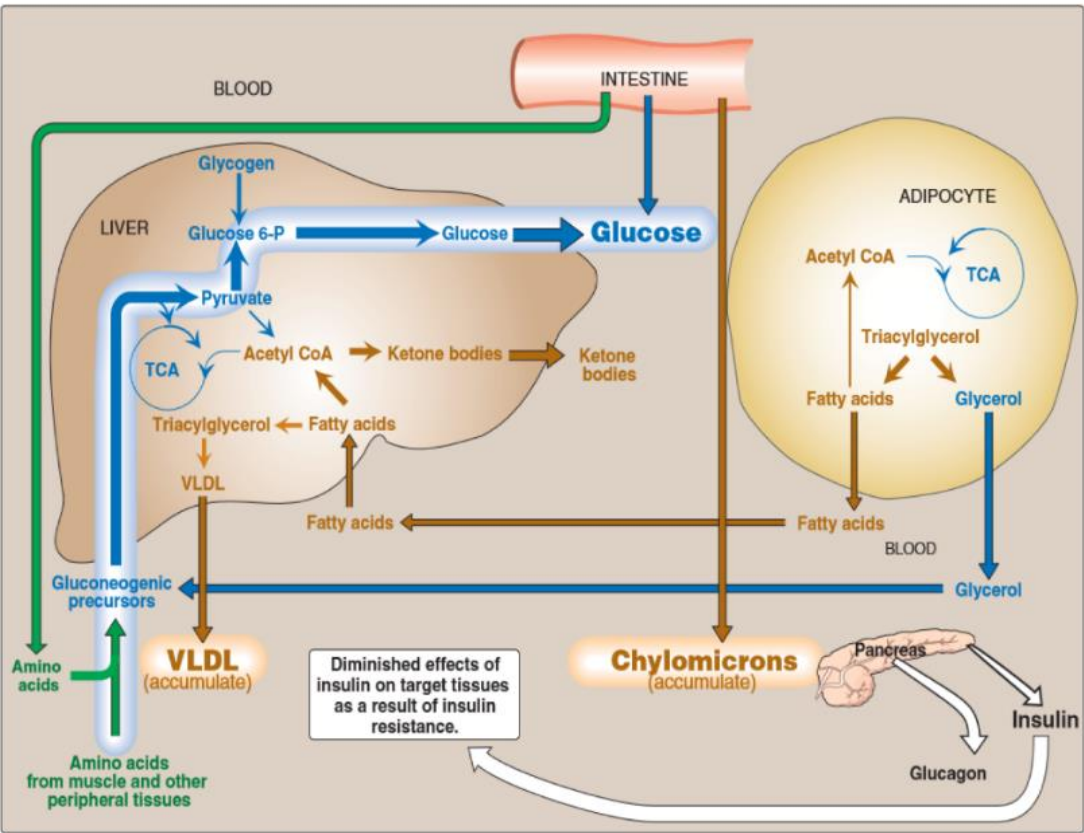 INTESTINE
BLOOD
Glycogen
LIVER
Glucose 6-P
Glucose
Glucose
ADIPOCYTE
Acetyl CoA
TCA
Pyruvate
TCA
Acetyl CoA
Ketone bodies
Ketone
bodies
Triacylglycerol
Fatty acids
Glycerol
Triacylglycerol
Fatty acids
VLDL
Fatty acids
Fatty acids
BLOOD
Gluconeogenic
precursors
Glycerol
Amino
acids
VLDL
(accumulate)
Diminished effects of
insulin on target tissues
as a result of insulin
resistance.
Chylomicrons
(accumulate)
Pancreas
Insulin
Glucagon
Amino acids
from muscle and other
peripheral tissues